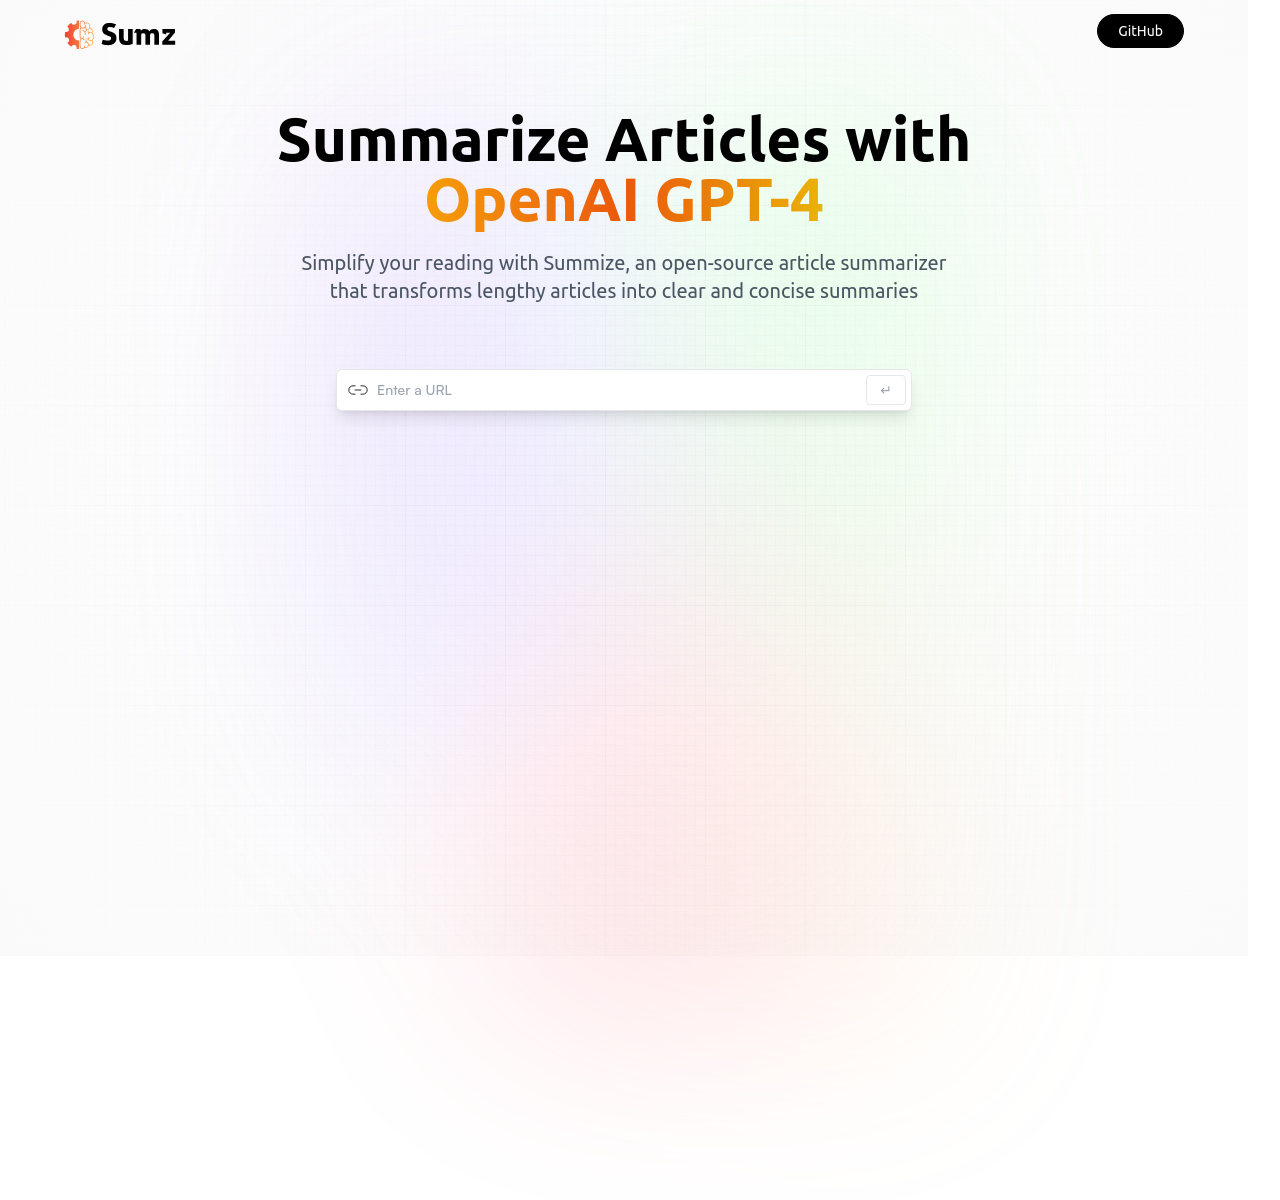 Sumz
GitHub
Summarize Articles with
OpenAI GPT-4
Simplify your reading with Summize, an open-source article summarizer
that transforms lengthy articles into clear and concise summaries
Enter a URL
↵